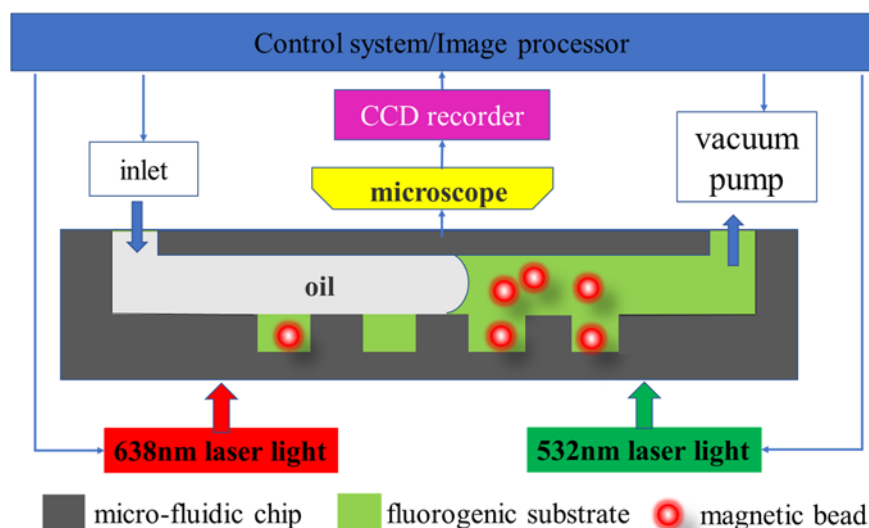 Control system/Image processor
CCD recorder
inlet
vacuum
pump
microscope
oil
638nm laser light
532nm laser light
micro-fluidic chip
fluorogenic substrate
magnetic bead